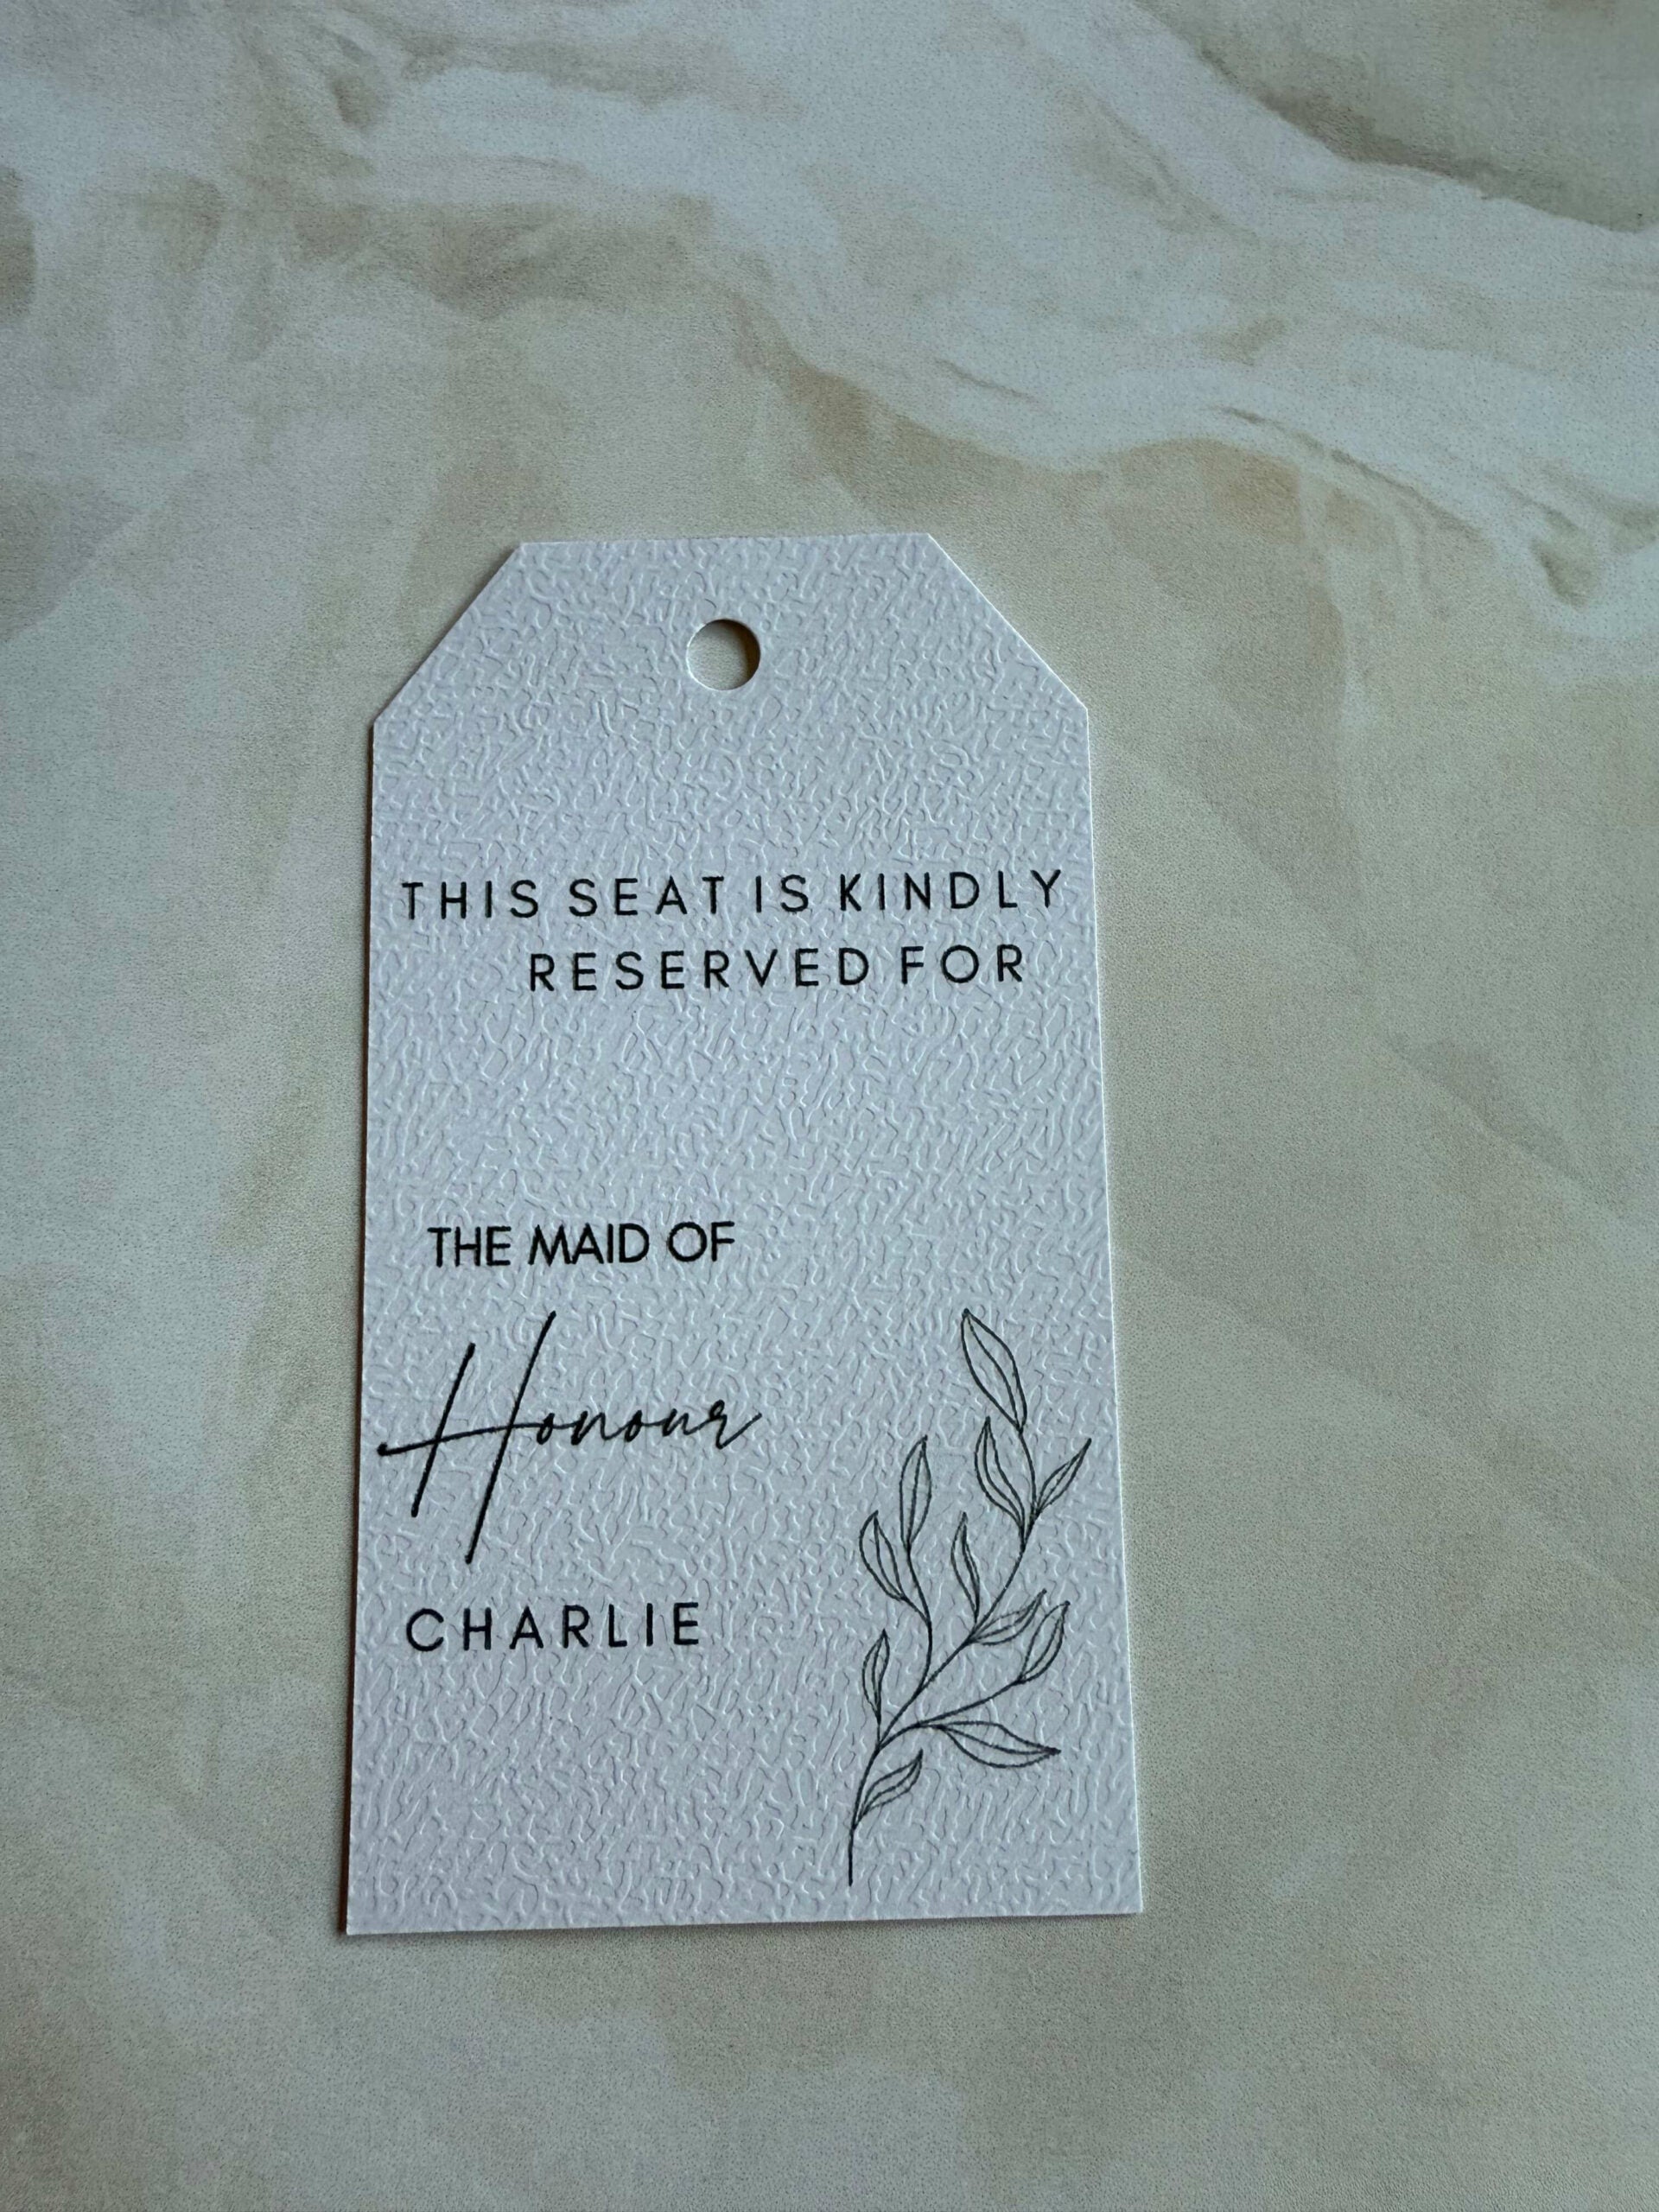 THIS SEAT IS KINDLY
RESERVED FOR
THE MAID OF
Honour
CHARLIE